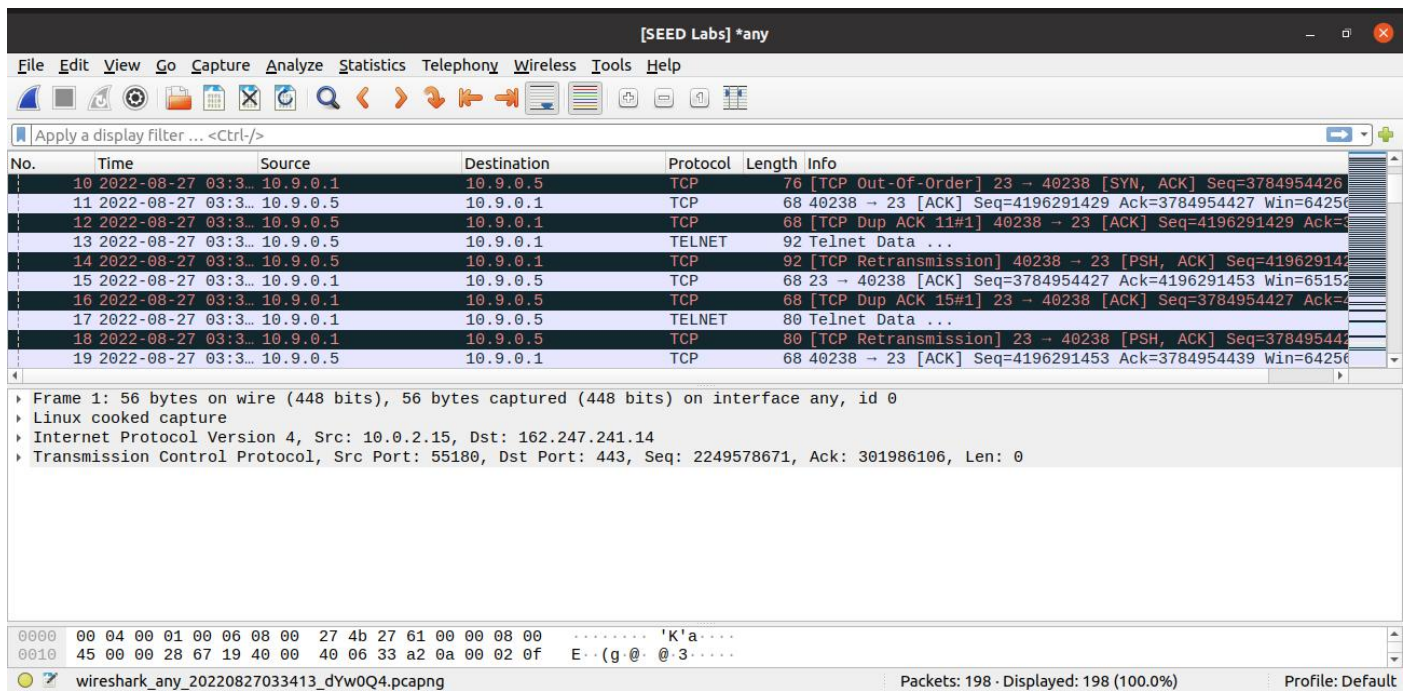 [SEED Labs] *any
File Edit View Go Capture Analyze Statistics Telephony Wireless Tools Help
Apply a display filter … <Ctrl-/>
No. Time Source Destination Protocol Length Info
10 2022-08-27 03:3… 10.9.0.1 10.9.0.5 TCP 76 [TCP Out-Of-Order] 23 → 40238 [SYN, ACK] Seq=3784954426
11 2022-08-27 03:3… 10.9.0.5 10.9.0.1 TCP 68 40238 → 23 [ACK] Seq=4196291429 Ack=3784954427 Win=64256
12 2022-08-27 03:3… 10.9.0.5 10.9.0.1 TCP 68 [TCP Dup ACK 11#1] 40238 → 23 [ACK] Seq=4196291429 Ack=3
13 2022-08-27 03:3… 10.9.0.5 10.9.0.1 TELNET 92 Telnet Data ...
14 2022-08-27 03:3… 10.9.0.5 10.9.0.1 TCP 92 [TCP Retransmission] 40238 → 23 [PSH, ACK] Seq=419629142
15 2022-08-27 03:3… 10.9.0.1 10.9.0.5 TCP 68 23 → 40238 [ACK] Seq=3784954427 Ack=4196291453 Win=65152
16 2022-08-27 03:3… 10.9.0.1 10.9.0.5 TCP 68 [TCP Dup ACK 15#1] 23 → 40238 [ACK] Seq=3784954427 Ack=4
17 2022-08-27 03:3… 10.9.0.1 10.9.0.5 TELNET 80 Telnet Data ...
18 2022-08-27 03:3… 10.9.0.1 10.9.0.5 TCP 80 [TCP Retransmission] 23 → 40238 [PSH, ACK] Seq=378495442
19 2022-08-27 03:3… 10.9.0.5 10.9.0.1 TCP 68 40238 → 23 [ACK] Seq=4196291453 Ack=3784954439 Win=64256
Frame 1: 56 bytes on wire (448 bits), 56 bytes captured (448 bits) on interface any, id 0
Linux cooked capture
Internet Protocol Version 4, Src: 10.0.2.15, Dst: 162.247.241.14
Transmission Control Protocol, Src Port: 55180, Dst Port: 443, Seq: 2249578671, Ack: 301986106, Len: 0
0000 00 04 00 01 00 06 08 00 27 4b 27 61 00 00 08 00 ········ 'K'a····
0010 45 00 00 28 67 19 40 00 40 06 33 a2 0a 00 02 0f E··(g·@· @·3·····
wireshark_any_20220827033413_dYw0Q4.pcapng Packets: 198 · Displayed: 198 (100.0%) Profile: Default